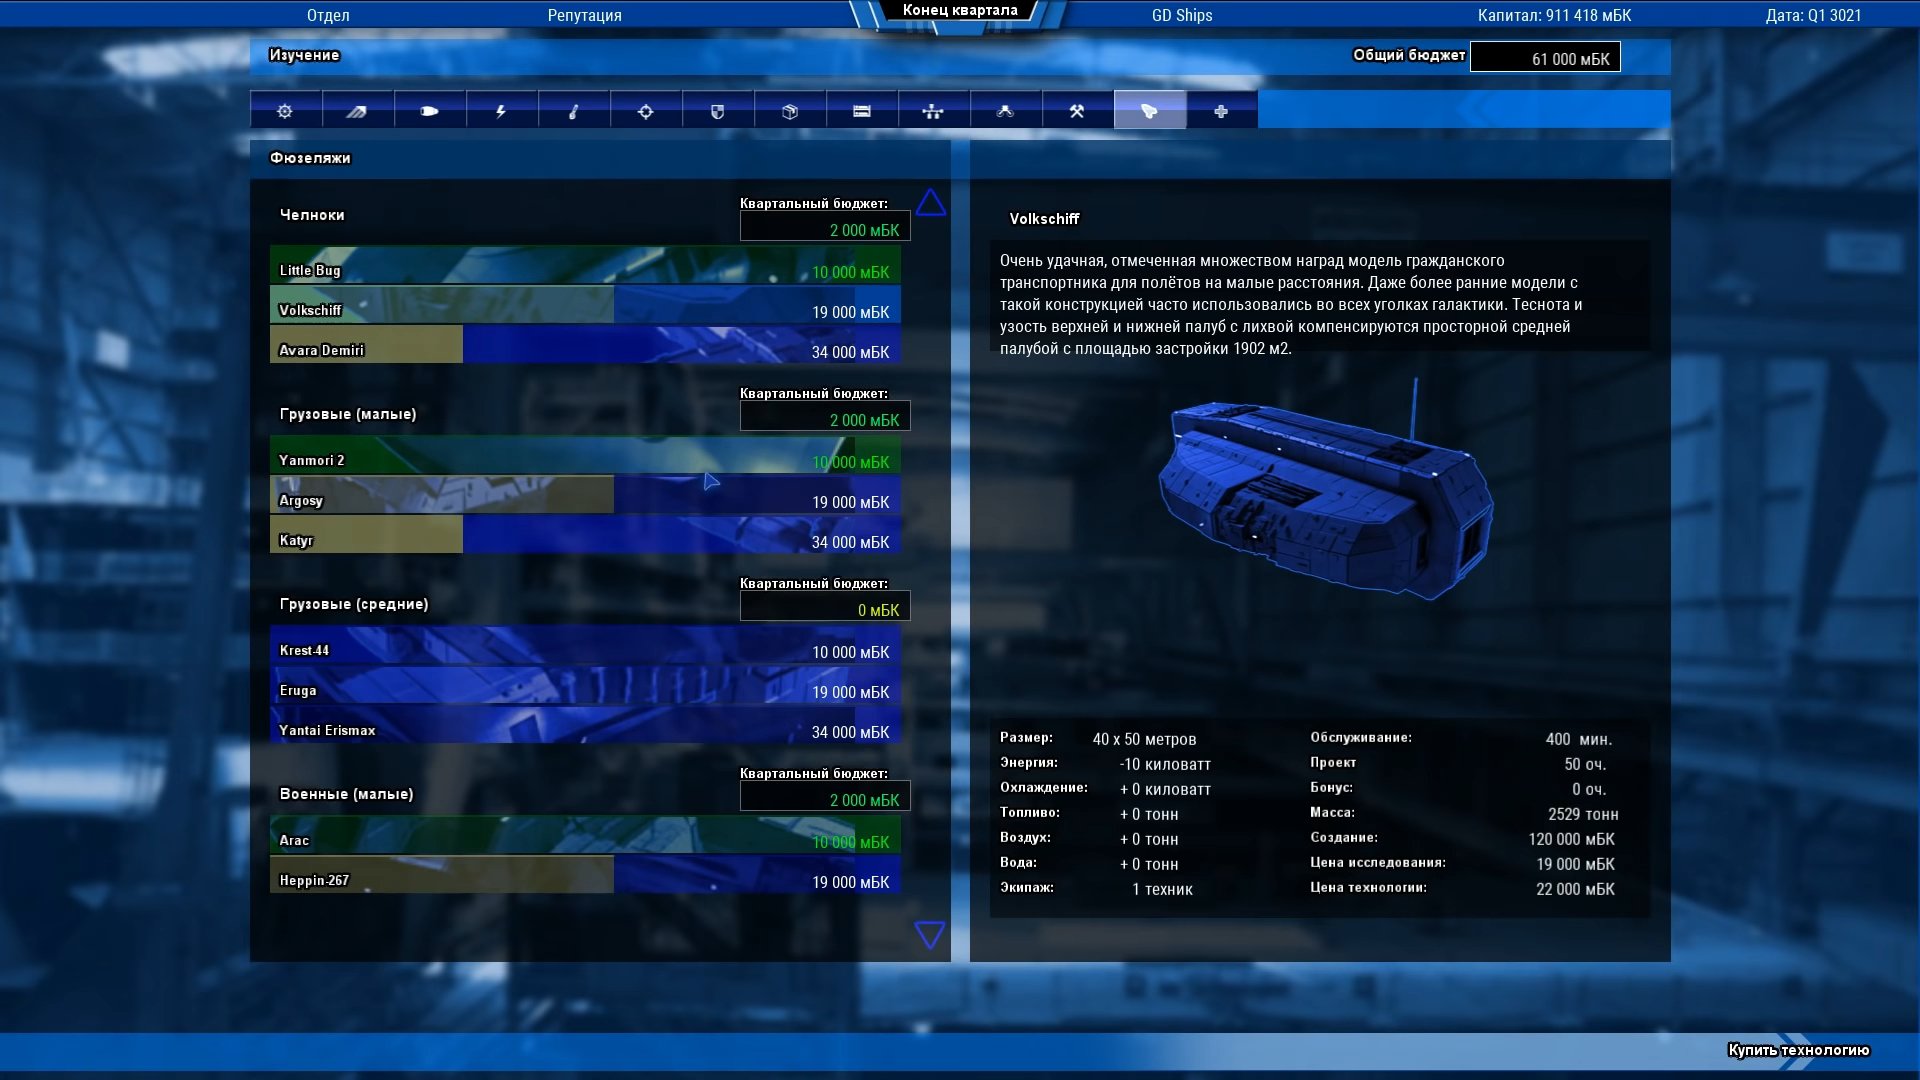 Отдел
Репутация
Конец квартала
GD Ships
Капитал: 911 418 мБК
Дата: Q1 3021
Изучение
Общий бюджет
61 000 мБК
Фюзеляжи
Челноки
Квартальный бюджет:
2 000 мБК
Little Bug
10 000 мБК
Volkschiff
19 000 мБК
Avara Demiri
34 000 мБК
Грузовые (малые)
Квартальный бюджет:
2 000 мБК
Yanmori 2
10 000 мБК
Argosy
19 000 мБК
Katyr
34 000 мБК
Грузовые (средние)
Квартальный бюджет:
0 мБК
Krest-44
10 000 мБК
Eruga
19 000 мБК
Yantai Erismax
34 000 мБК
Военные (малые)
Квартальный бюджет:
2 000 мБК
Arac
10 000 мБК
Heppin-267
19 000 мБК
Volkschiff
Очень удачная, отмеченная множеством наград модель гражданского
транспортника для полётов на малые расстояния. Даже более ранние модели с
такой конструкцией часто использовались во всех уголках галактики. Теснота и
узость верхней и нижней палуб с лихвой компенсируются просторной средней
палубой с площадью застройки 1902 м2.
Размер: 40 x 50 метров
Энергия: -10 киловатт
Охлаждение: + 0 киловатт
Топливо: + 0 тонн
Воздух: + 0 тонн
Вода: + 0 тонн
Экипаж: 1 техник
Обслуживание: 400 мин.
Проект 50 оч.
Бонус: 0 оч.
Масса: 2529 тонн
Создание: 120 000 мБК
Цена исследования: 19 000 мБК
Цена технологии: 22 000 мБК
Купить технологию